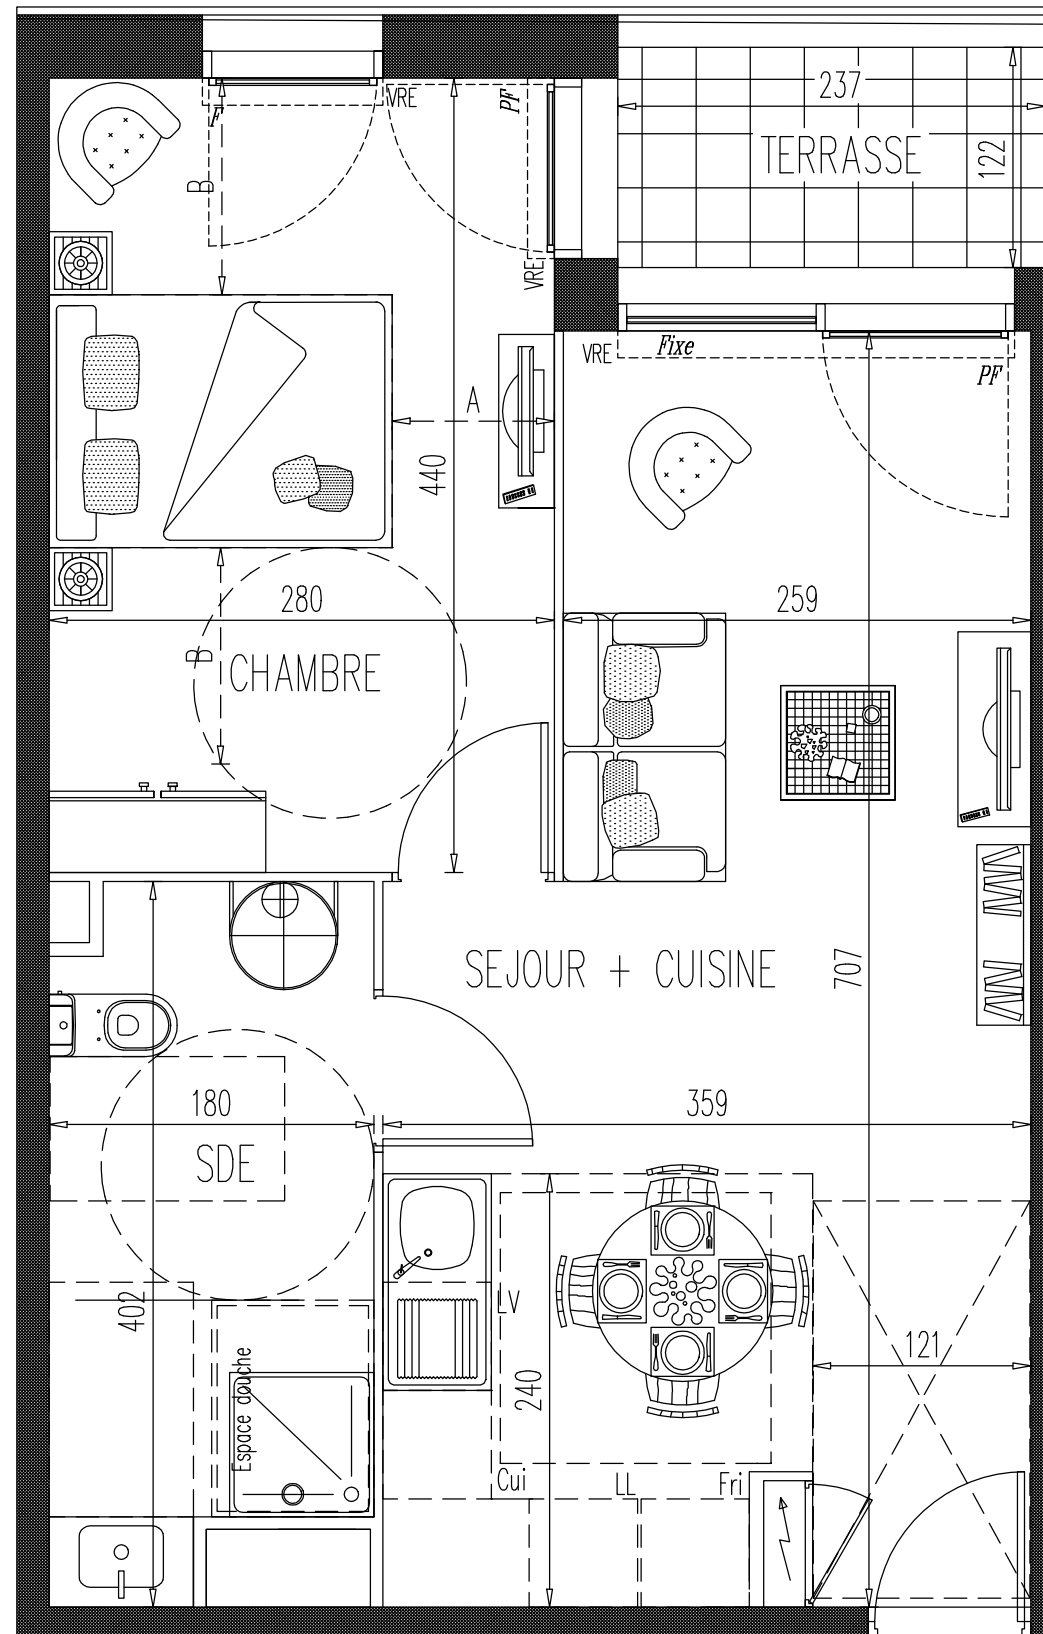 VRE
F
PF
237
TERRASSE
122
B
VRE
VRE
Fixe
PF
A
440
280
259
B
CHAMBRE
SEJOUR + CUISINE
707
180
359
SDE
402
LV
121
Espace douche
240
Cui
LL
Fri